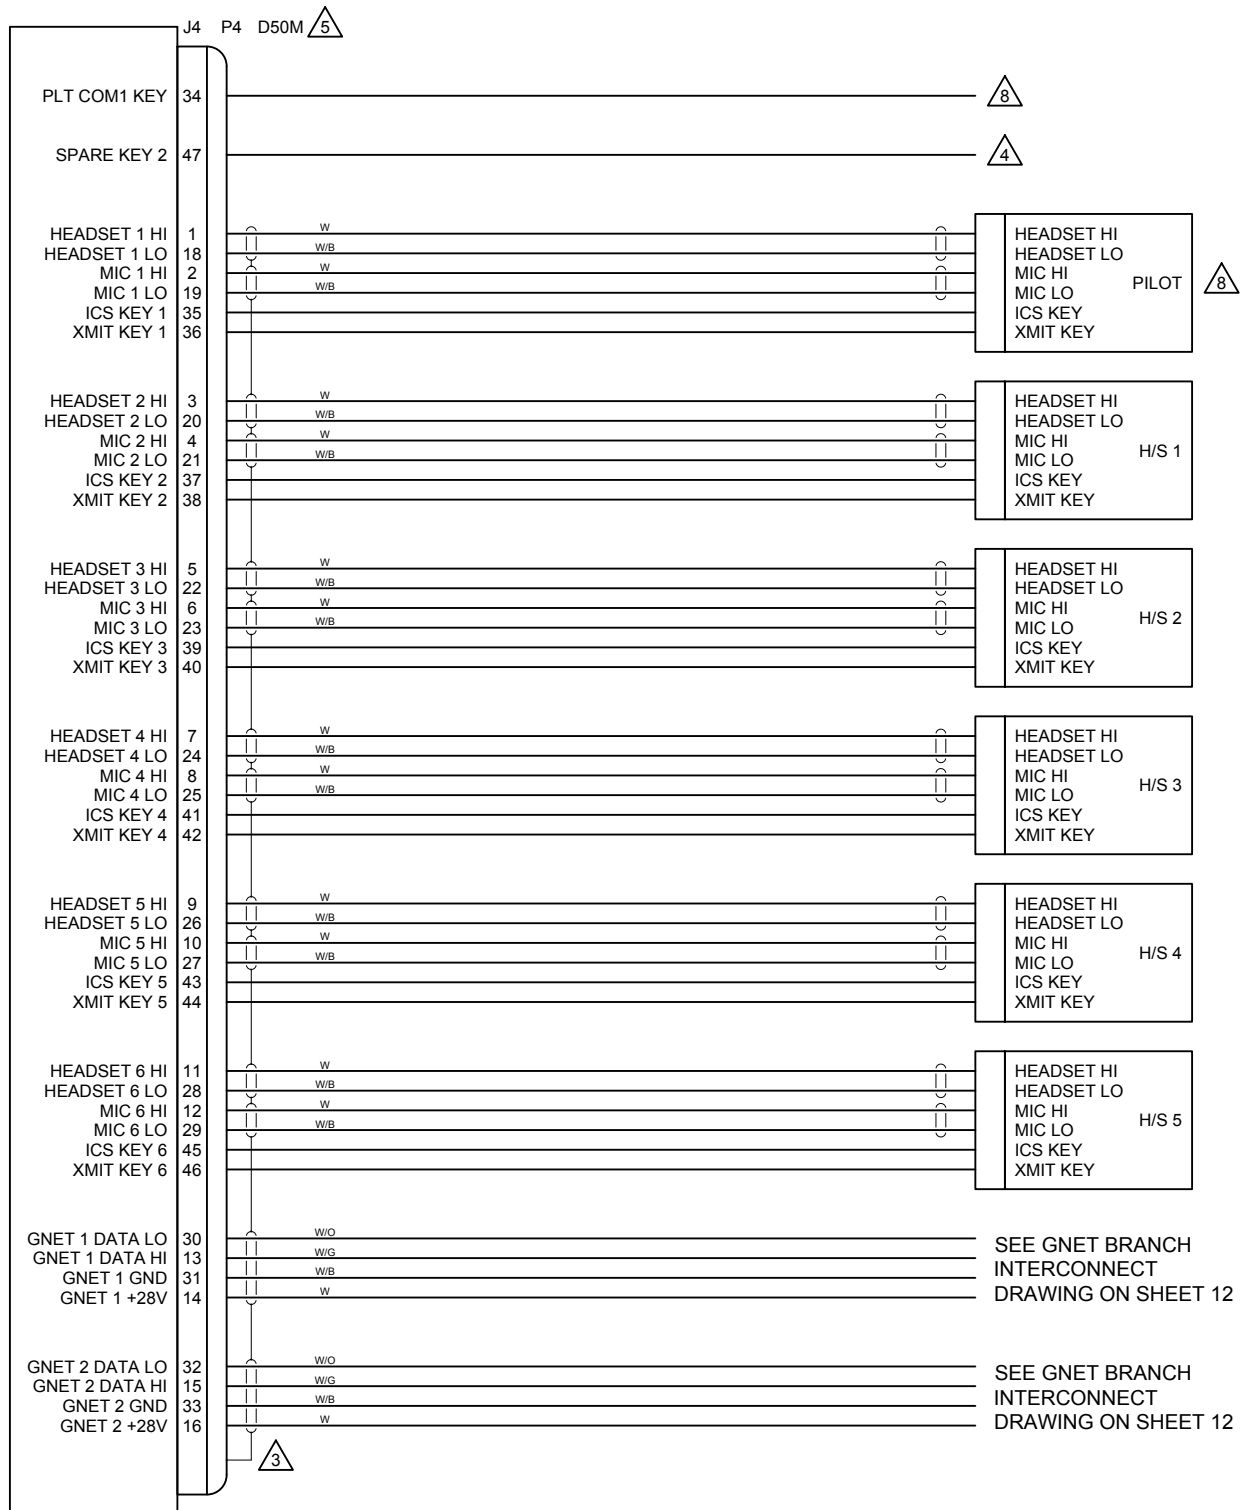 J4 P4 D50M 5
PLT COM1 KEY 34 8
SPARE KEY 2 47 4
HEADSET 1 HI 1 W HEADSET HI
HEADSET 1 LO 18 W/B HEADSET LO
MIC 1 HI 2 W MIC HI
PILOT 8
MIC 1 LO 19 W/B MIC LO
ICS KEY 1 35 ICS KEY
XMIT KEY 1 36 XMIT KEY
HEADSET 2 HI 3 W HEADSET HI
HEADSET 2 LO 20 W/B HEADSET LO
MIC 2 HI 4 W MIC HI
H/S 1
MIC 2 LO 21 W/B MIC LO
ICS KEY 2 37 ICS KEY
XMIT KEY 2 38 XMIT KEY
HEADSET 3 HI 5 W HEADSET HI
HEADSET 3 LO 22 W/B HEADSET LO
MIC 3 HI 6 W MIC HI
H/S 2
MIC 3 LO 23 W/B MIC LO
ICS KEY 3 39 ICS KEY
XMIT KEY 3 40 XMIT KEY
HEADSET 4 HI 7 W HEADSET HI
HEADSET 4 LO 24 W/B HEADSET LO
MIC 4 HI 8 W MIC HI
H/S 3
MIC 4 LO 25 W/B MIC LO
ICS KEY 4 41 ICS KEY
XMIT KEY 4 42 XMIT KEY
HEADSET 5 HI 9 W HEADSET HI
HEADSET 5 LO 26 W/B HEADSET LO
MIC 5 HI 10 W MIC HI
H/S 4
MIC 5 LO 27 W/B MIC LO
ICS KEY 5 43 ICS KEY
XMIT KEY 5 44 XMIT KEY
HEADSET 6 HI 11 W HEADSET HI
HEADSET 6 LO 28 W/B HEADSET LO
MIC 6 HI 12 W MIC HI
H/S 5
MIC 6 LO 29 W/B MIC LO
ICS KEY 6 45 ICS KEY
XMIT KEY 6 46 XMIT KEY
GNET 1 DATA LO 30 W/O
GNET 1 DATA HI 13 W/G
GNET 1 GND 31 W/B
GNET 1 +28V 14 W
SEE GNET BRANCH
INTERCONNECT
DRAWING ON SHEET 12
GNET 2 DATA LO 32 W/O
GNET 2 DATA HI 15 W/G
GNET 2 GND 33 W/B
GNET 2 +28V 16 W
SEE GNET BRANCH
INTERCONNECT
DRAWING ON SHEET 12
3